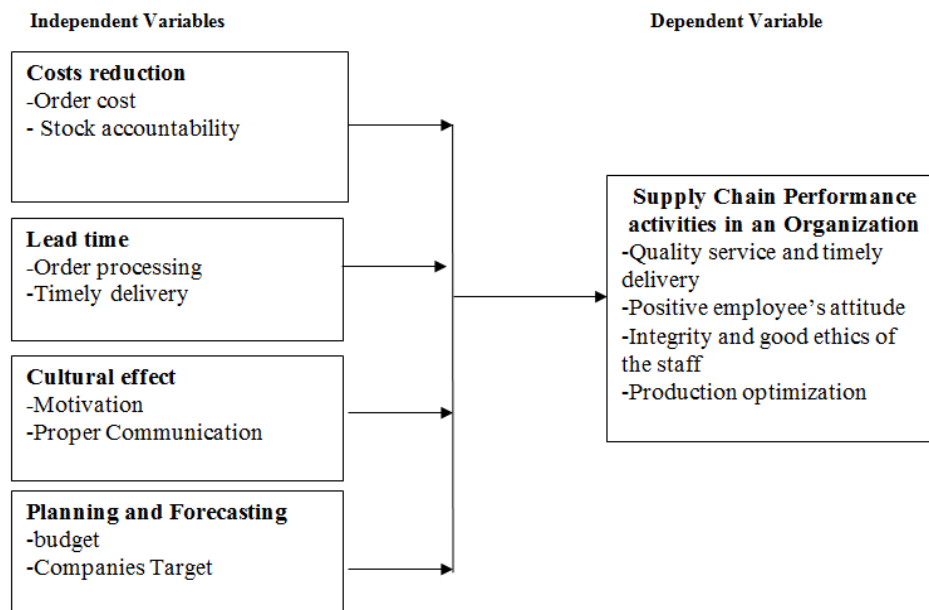 Independent Variables
Dependent Variable
Costs reduction
-Order cost
- Stock accountability
Lead time
-Order processing
-Timely delivery
Cultural effect
-Motivation
-Proper Communication
Planning and Forecasting
-budget
-Companies Target
Supply Chain Performance
activities in an Organization
-Quality service and timely
delivery
-Positive employee’s attitude
-Integrity and good ethics of
the staff
-Production optimization